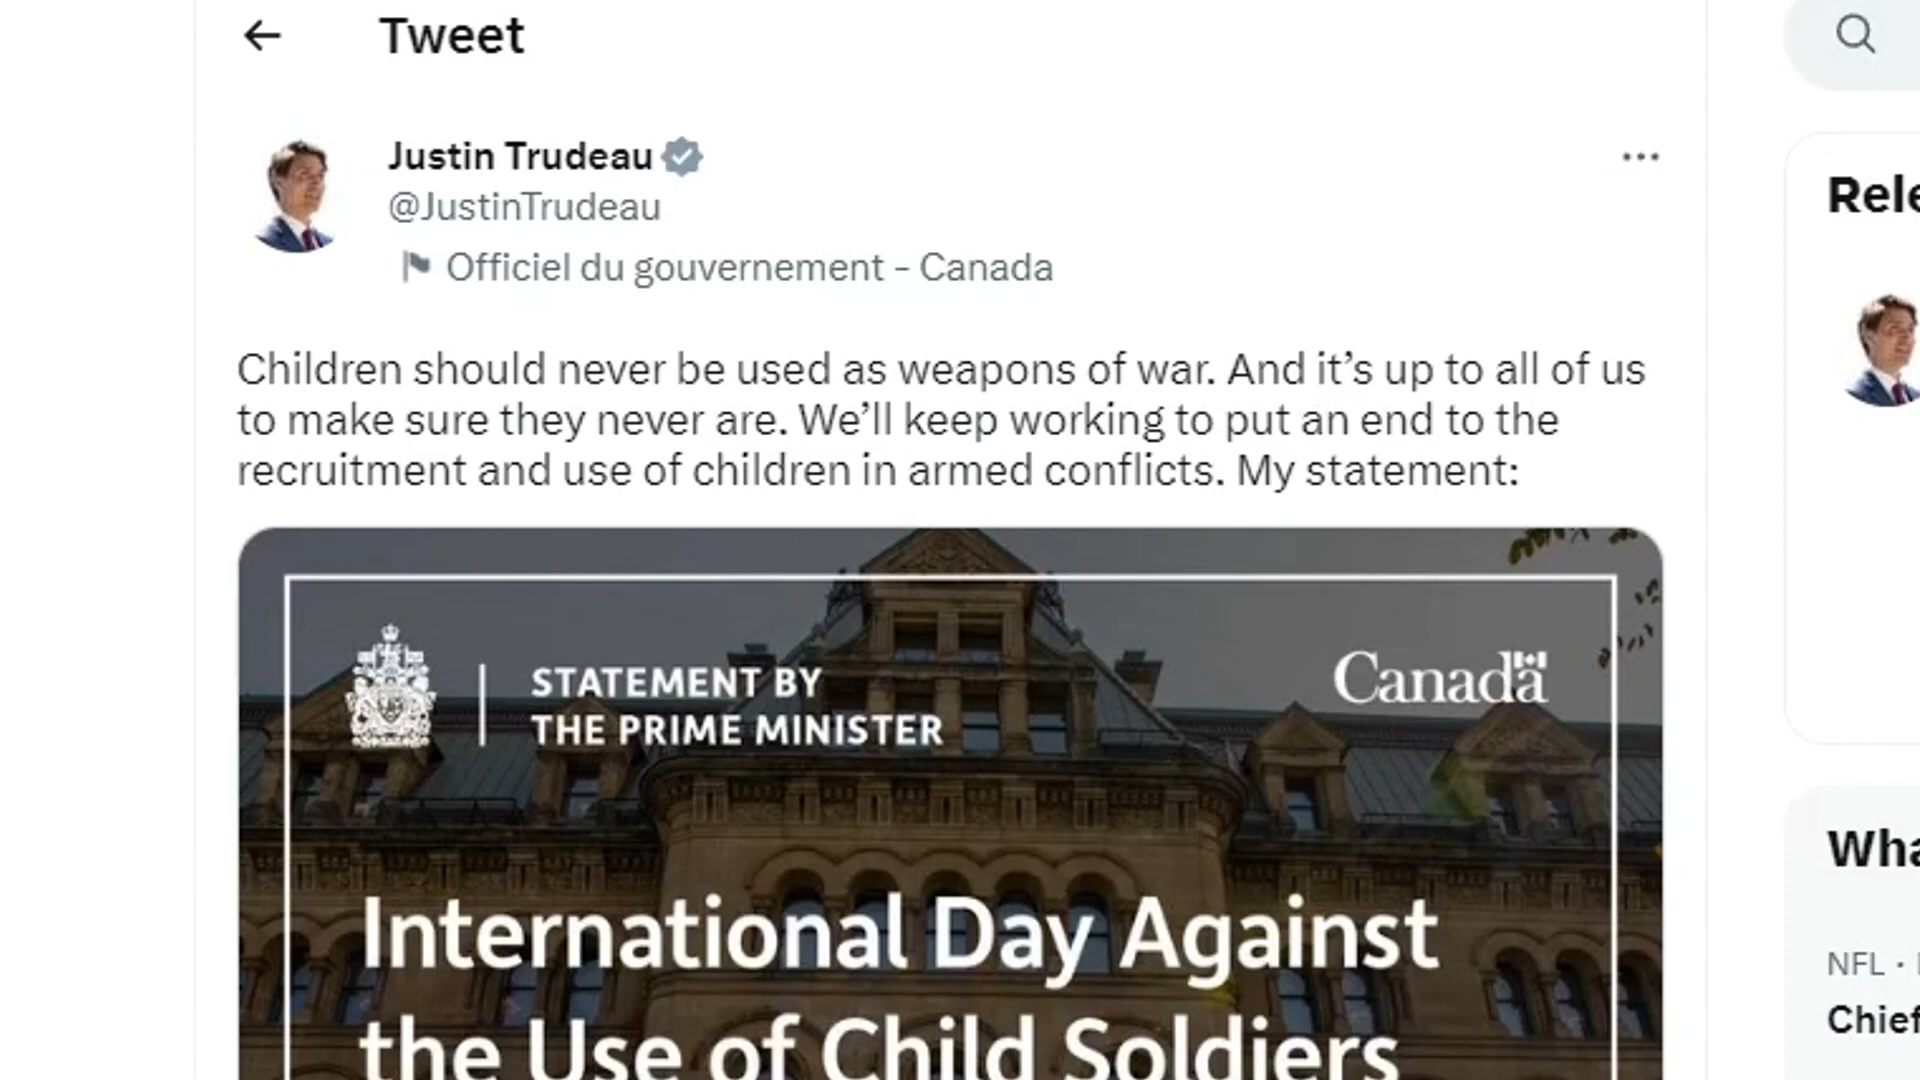 Tweet
Justin Trudeau
@JustinTrudeau
Officiel du gouvernement - Canada
Children should never be used as weapons of war. And it’s up to all of us
to make sure they never are. We’ll keep working to put an end to the
recruitment and use of children in armed conflicts. My statement:
STATEMENT BY
THE PRIME MINISTER
Canada
International Day Against
the Use of Child Soldiers
NFL ·